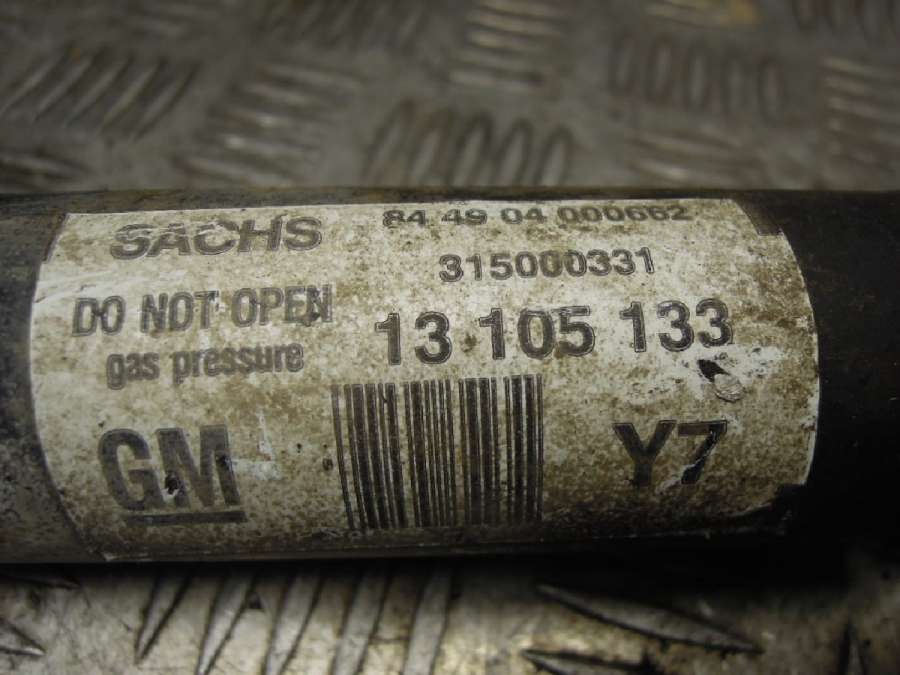 SACHS
84 49 04 000662
315000331
DO NOT OPEN
gas pressure
13 105 133
GM
Y7